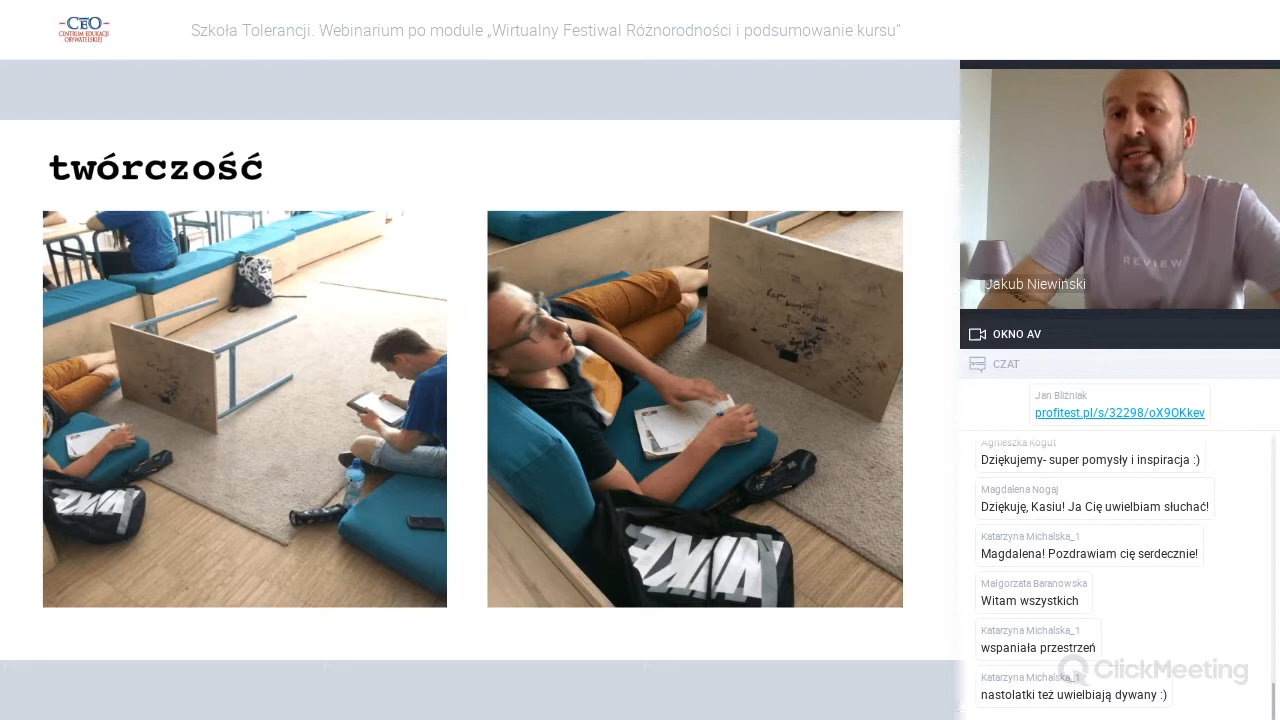 CEO
CENTRUM EDUKACJI
OBYWATELSKIEJ
Szkoła Tolerancji. Webinarium po module „Wirtualny Festiwal Różnorodności i podsumowanie kursu”
twórczość
NIKE
REVIEW
Jakub Niewiński
OKNO AV
CZAT
Jan Bliźniak
profitest.pl/s/32298/oX9OKkev
Agnieszka Kogut
Dziękujemy- super pomysły i inspiracja :)
Magdalena Nogaj
Dziękuję, Kasiu! Ja Cię uwielbiam słuchać!
Katarzyna Michalska_1
Magdalena! Pozdrawiam cię serdecznie!
Małgorzata Baranowska
Witam wszystkich
Katarzyna Michalska_1
wspaniała przestrzeń
Katarzyna Michalska_1
nastolatki też uwielbiają dywany :)
ClickMeeting
NIKE